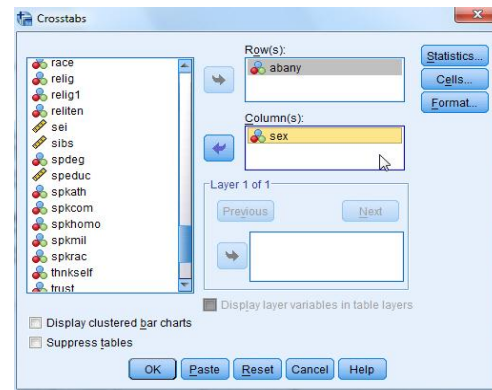 Crosstabs
race
relig
relig1
reliten
sei
sibs
spdeg
speduc
spkath
spkcom
spkhomo
spkmil
spkrac
thnkself
trust
Row(s):
abany
Column(s):
sex
Layer 1 of 1
Previous
Next
Display layer variables in table layers
Statistics...
Cells...
Format...
Display clustered bar charts
Suppress tables
OK
Paste
Reset
Cancel
Help